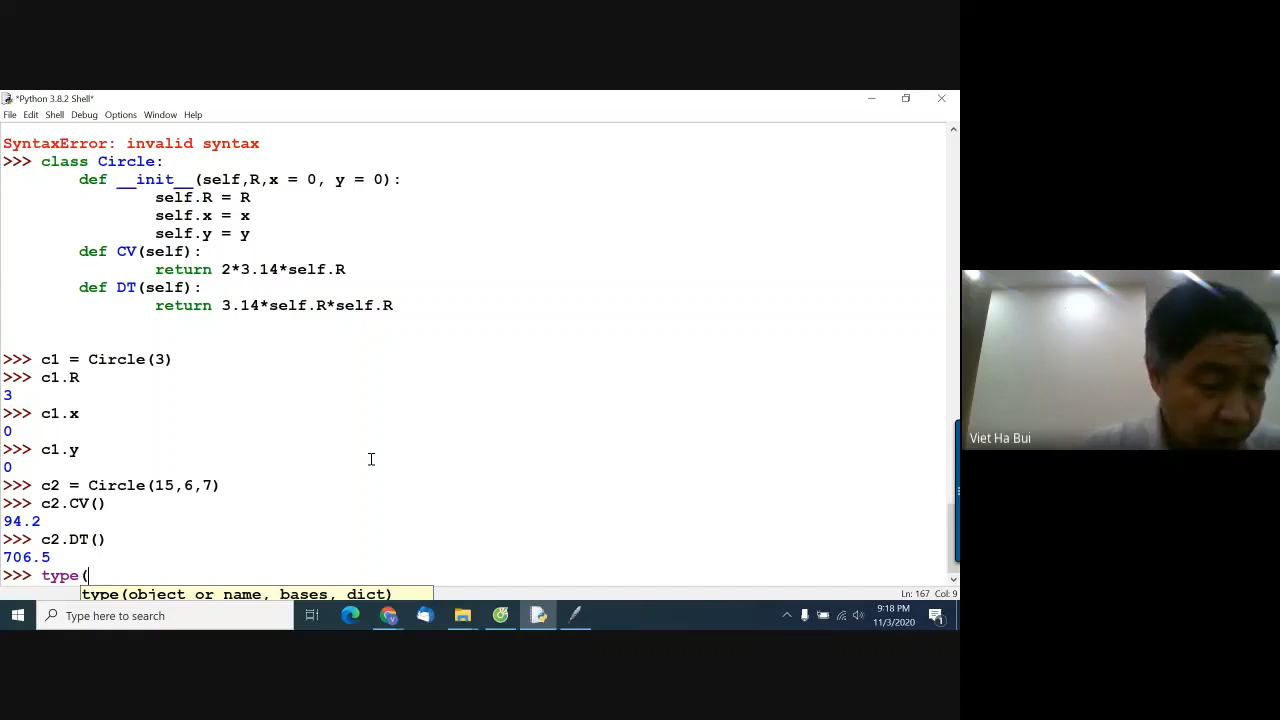 *Python 3.8.2 Shell*
File Edit Shell Debug Options Window Help
SyntaxError: invalid syntax
>>> class Circle:
def __init__(self,R,x = 0, y = 0):
self.R = R
self.x = x
self.y = y
def CV(self):
return 2*3.14*self.R
def DT(self):
return 3.14*self.R*self.R
>>> c1 = Circle(3)
>>> c1.R
3
>>> c1.x
0
>>> c1.y
0
>>> c2 = Circle(15,6,7)
>>> c2.CV()
94.2
>>> c2.DT()
706.5
>>> type(
type(object or name, bases, dict)
Ln: 167 Col: 9
Type here to search
9:18 PM
11/3/2020
1
Viet Ha Bui